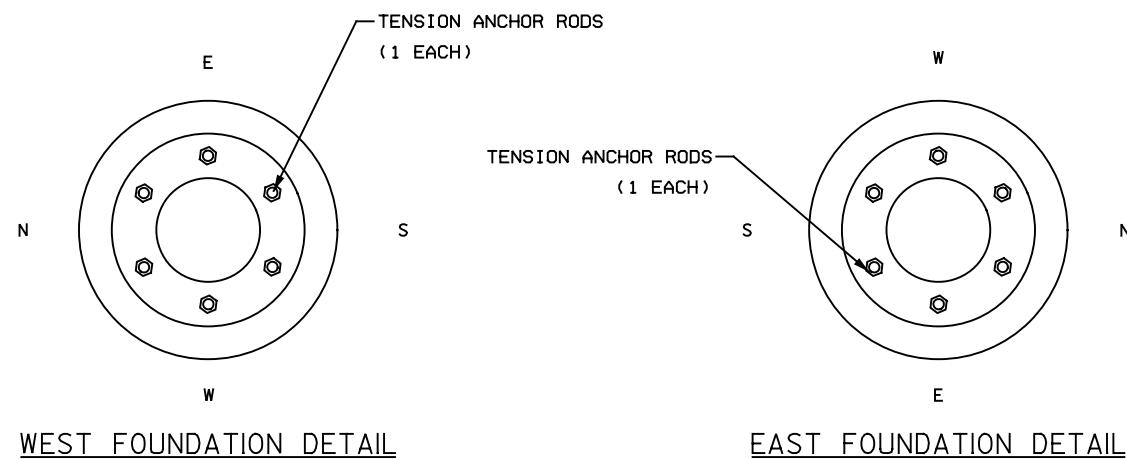 TENSION ANCHOR RODS
(1 EACH)
E
N
S
W
WEST FOUNDATION DETAIL
W
TENSION ANCHOR RODS
(1 EACH)
S
N
E
EAST FOUNDATION DETAIL